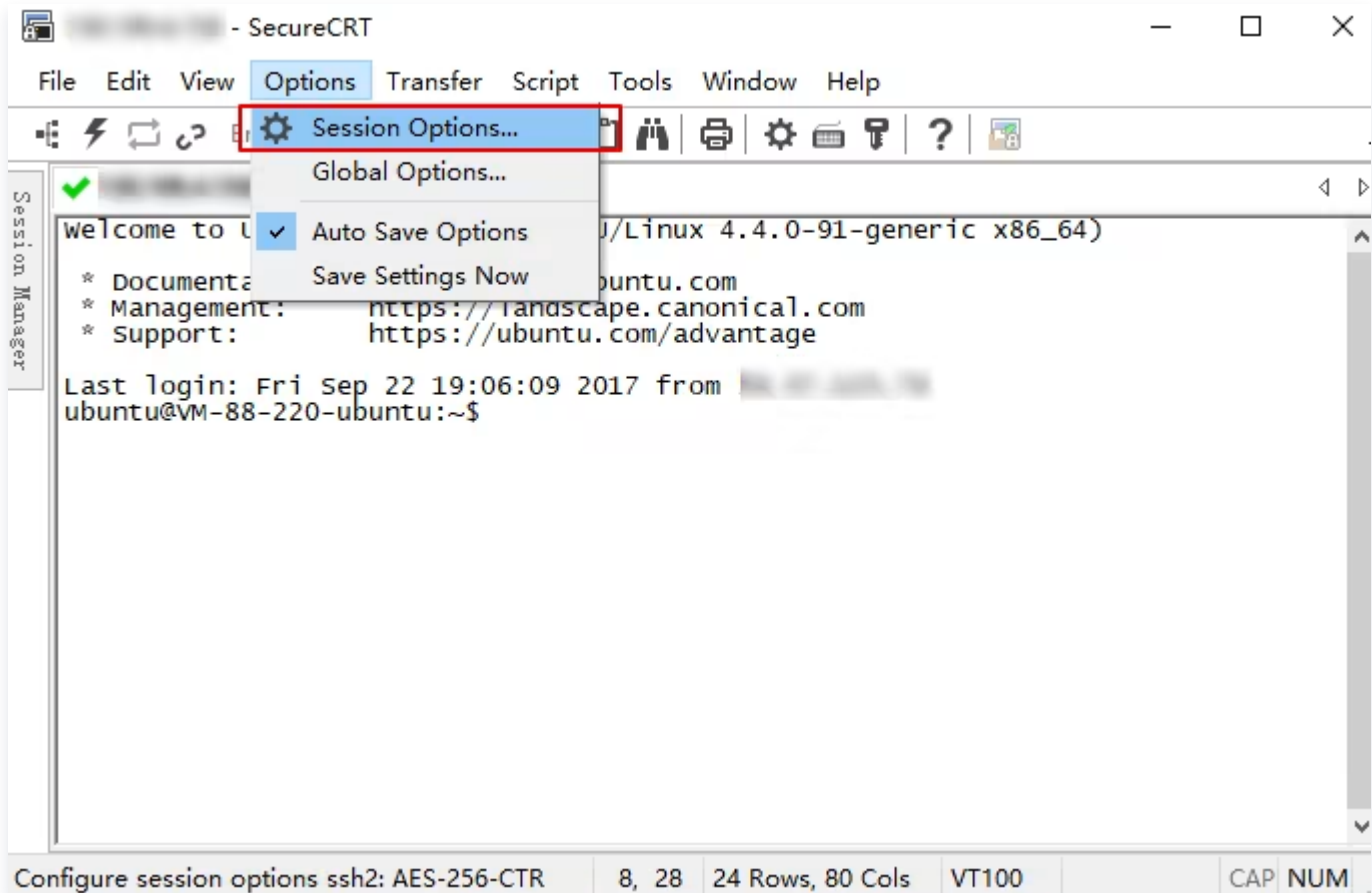 - SecureCRT
File Edit View Options Transfer Script Tools Window Help
Session Options...
Global Options...
Auto Save Options
Save Settings Now
Session Manager
Welcome to U /Linux 4.4.0-91-generic x86_64)
* Documenta buntu.com
* Management: https://landscape.canonical.com
* Support: https://ubuntu.com/advantage
Last login: Fri Sep 22 19:06:09 2017 from
ubuntu@VM-88-220-ubuntu:~$
Configure session options ssh2: AES-256-CTR 8, 28 24 Rows, 80 Cols VT100 CAP NUM